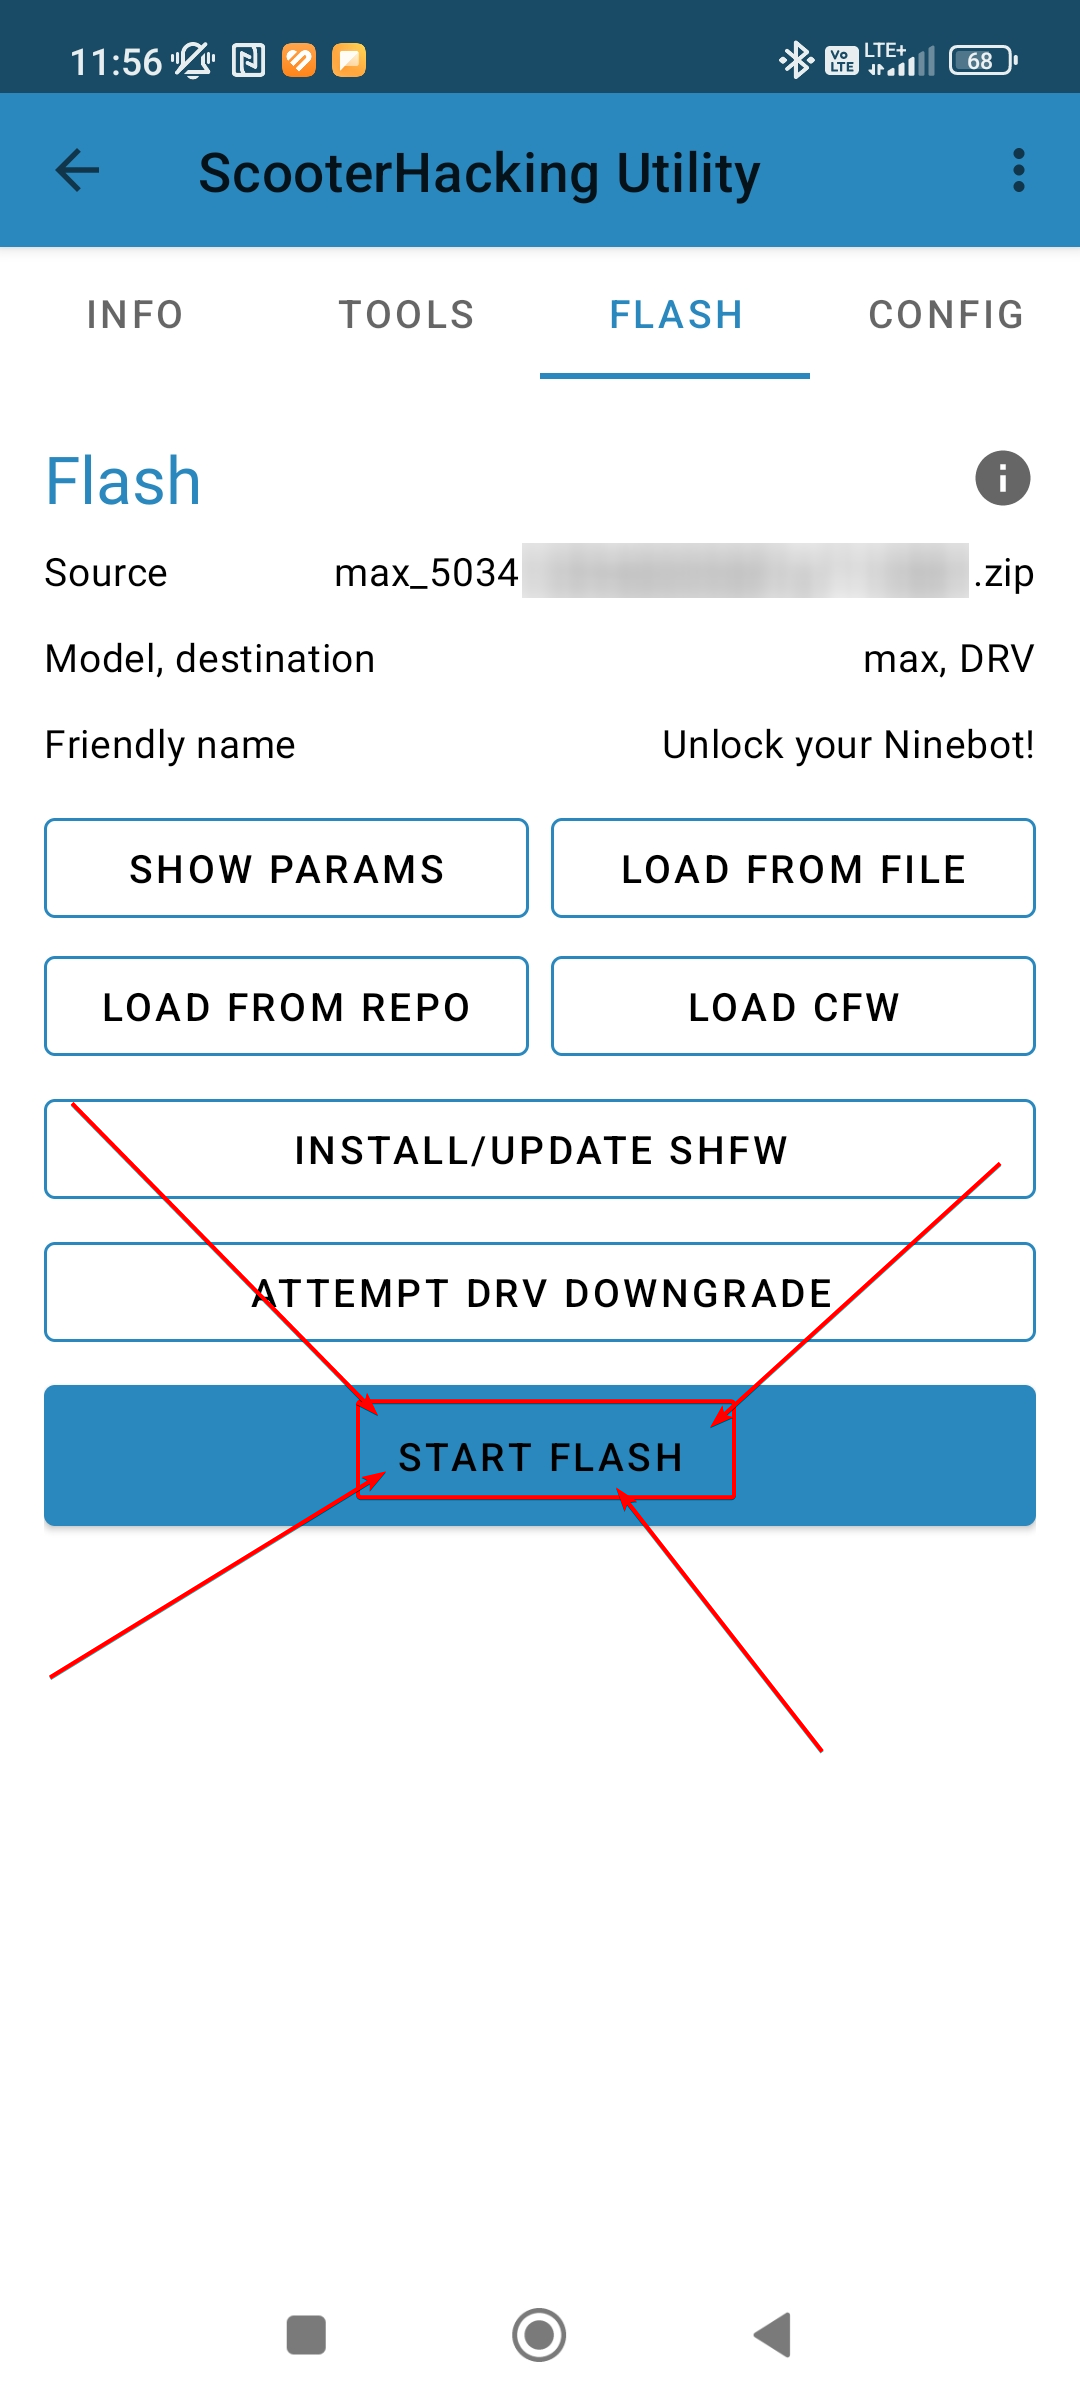 11:56 Vo LTE LTE+ 68
ScooterHacking Utility
INFO TOOLS FLASH CONFIG
Flash
Source max_5034 .zip
Model, destination max, DRV
Friendly name Unlock your Ninebot!
SHOW PARAMS LOAD FROM FILE
LOAD FROM REPO LOAD CFW
INSTALL/UPDATE SHFW
ATTEMPT DRV DOWNGRADE
START FLASH